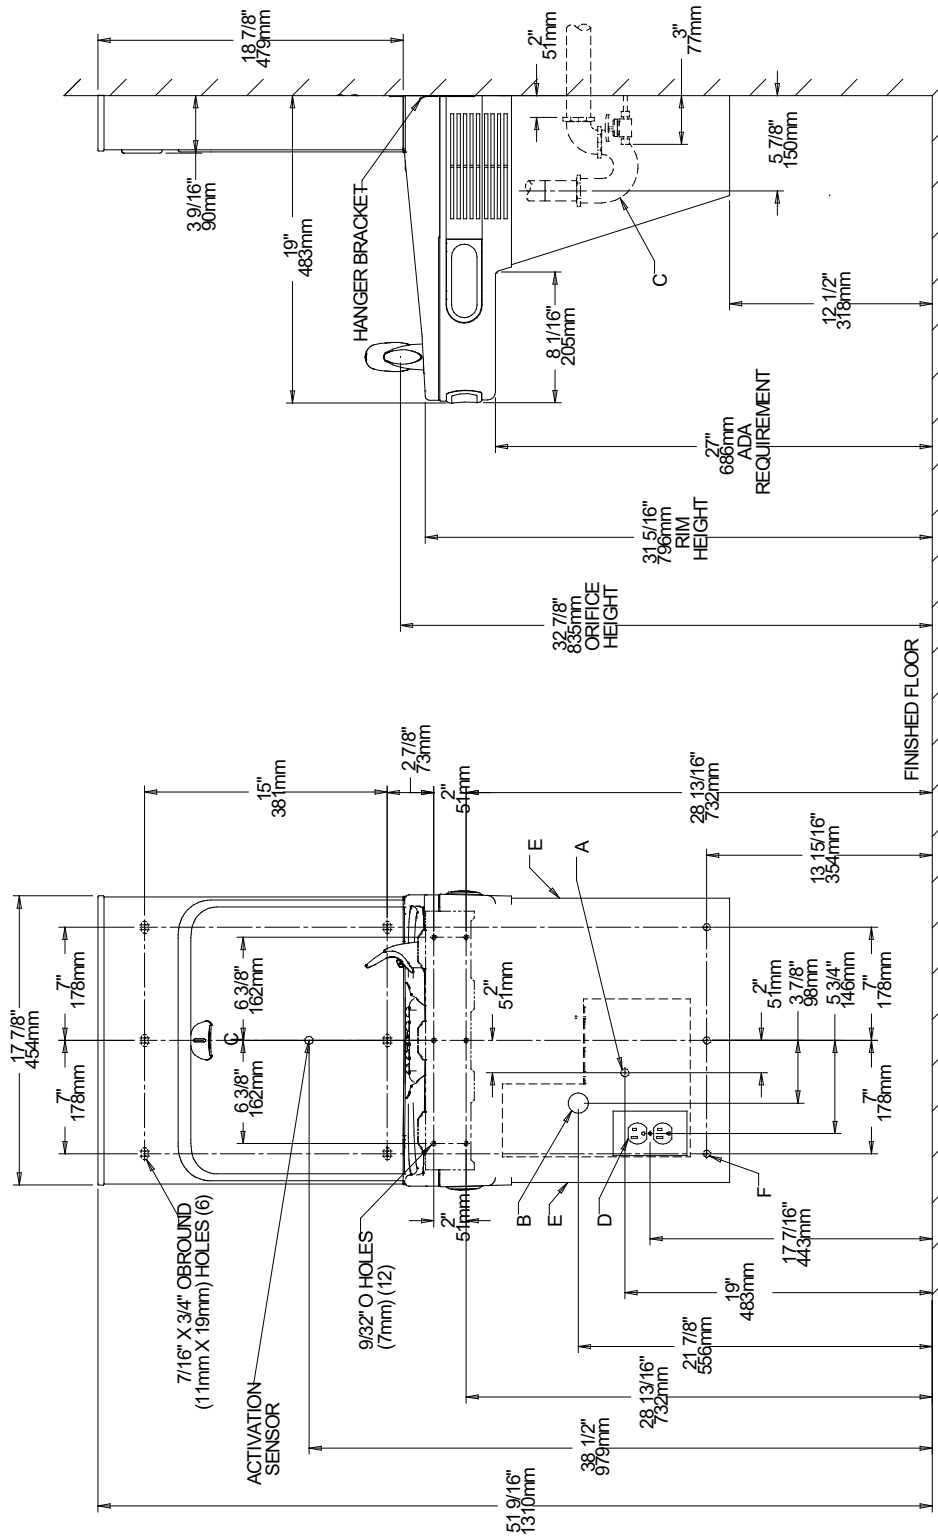 51 9/16"
1310mm
38 1/2"
979mm
28 13/16"
732mm
21 7/8"
556mm
19"
483mm
17 7/16"
443mm
ACTIVATION
SENSOR
7/16" X 3/4" OBROUND
(11mm X 19mm) HOLES (6)
9/32" O HOLES
(7mm) (12)
17 7/8"
454mm
7"
178mm
7"
178mm
C
6 3/8"
162mm
6 3/8"
162mm
2"
51mm
2"
51mm
B
E
D
F
E
A
2"
51mm
3 7/8"
98mm
5 3/4"
146mm
7"
178mm
7"
178mm
15"
381mm
2 7/8"
73mm
2"
51mm
28 13/16"
732mm
13 15/16"
354mm
FINISHED FLOOR
32 7/8"
835mm
ORIFICE
HEIGHT
31 5/16"
796mm
RIM
HEIGHT
27"
686mm
ADA
REQUIREMENT
HANGER BRACKET
19"
483mm
3 9/16"
90mm
18 7/8"
479mm
8 1/16"
205mm
C
12 1/2"
318mm
2"
51mm
3"
77mm
5 7/8"
150mm